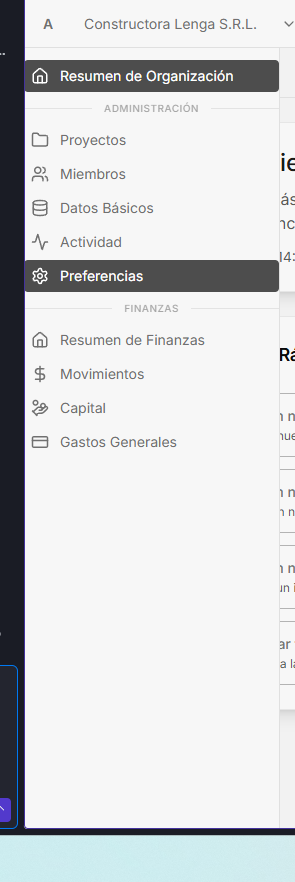 A Constructora Lenga S.R.L.
Resumen de Organización
ADMINISTRACIÓN
Proyectos
Miembros
Datos Básicos
Actividad
Preferencias
FINANZAS
Resumen de Finanzas
Movimientos
Capital
Gastos Generales